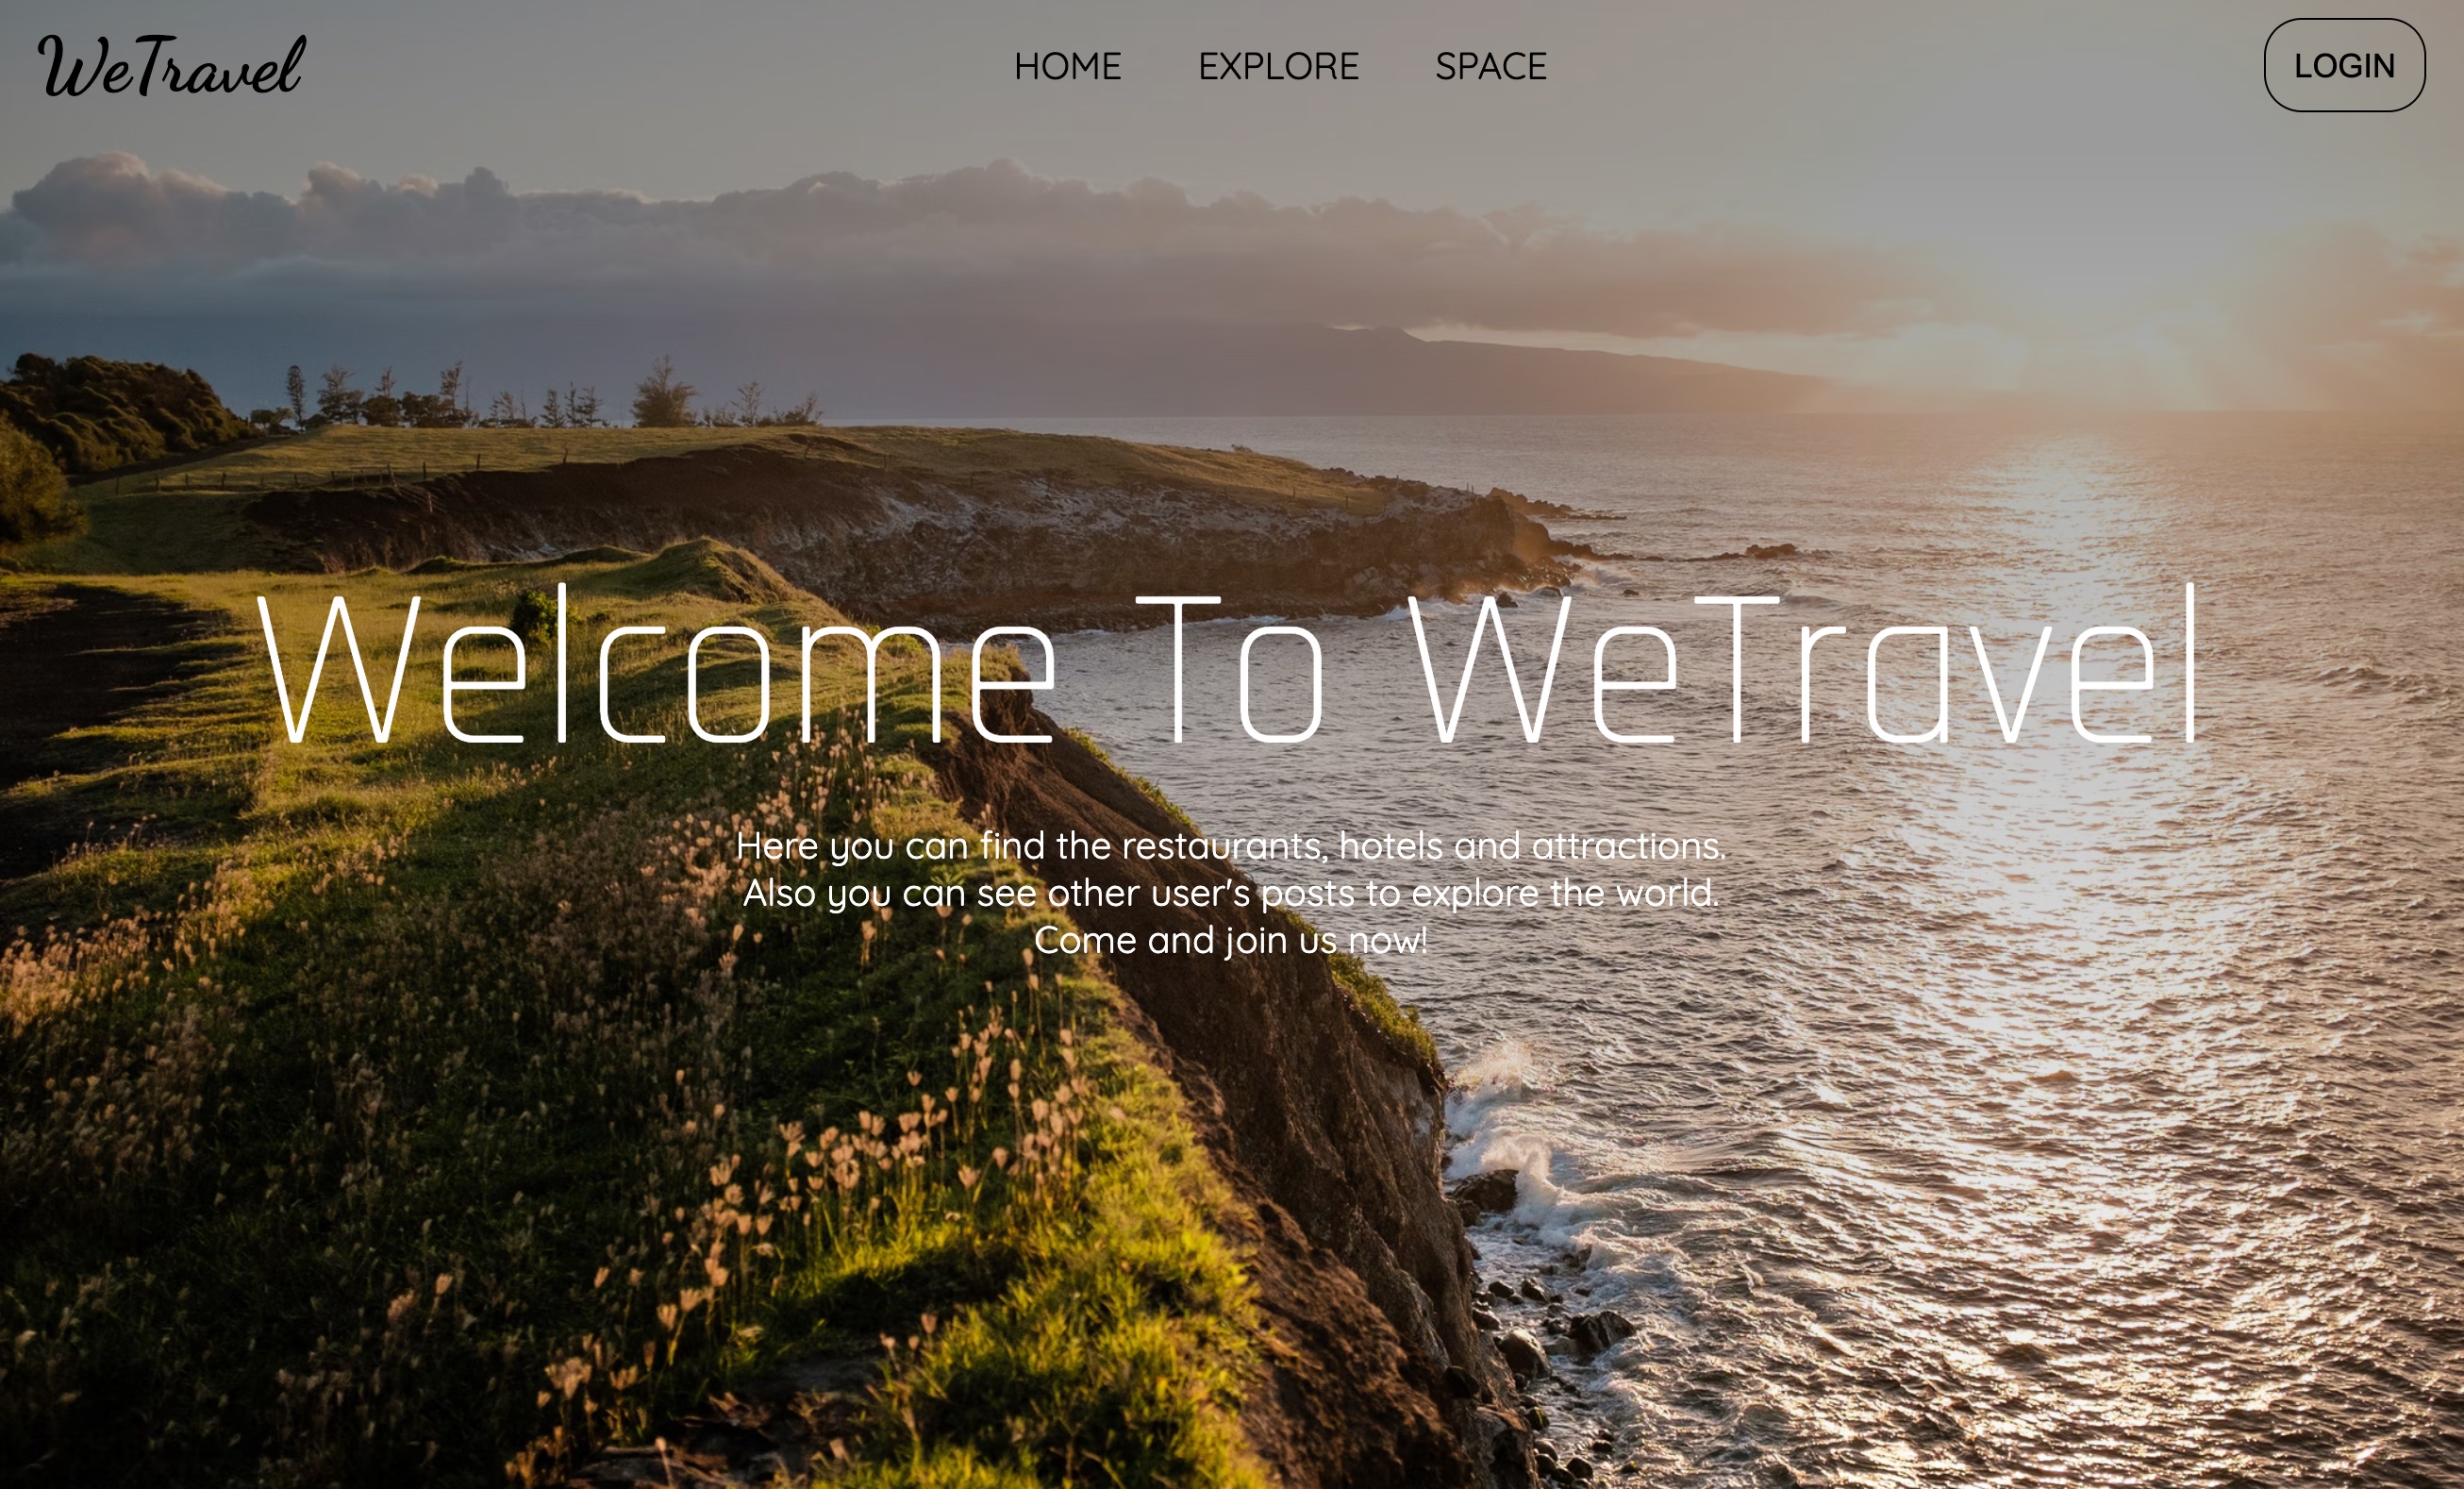 WeTravel
HOME EXPLORE SPACE
LOGIN
Welcome To WeTravel
Here you can find the restaurants, hotels and attractions.
Also you can see other user's posts to explore the world.
Come and join us now!